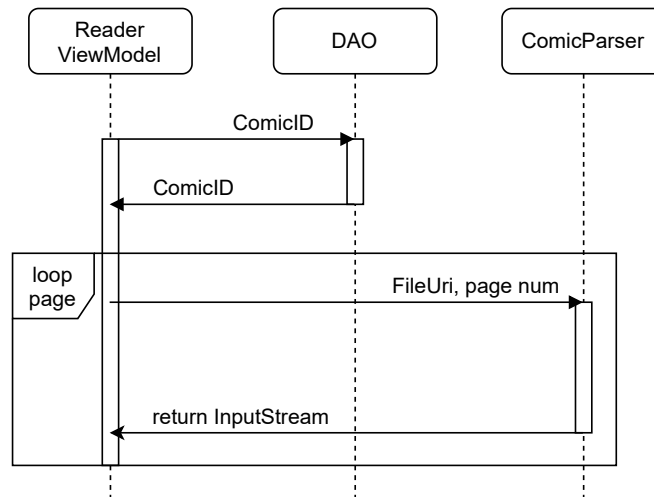 Reader
ViewModel
DAO
ComicParser
ComicID
ComicID
loop
page
FileUri, page num
return InputStream